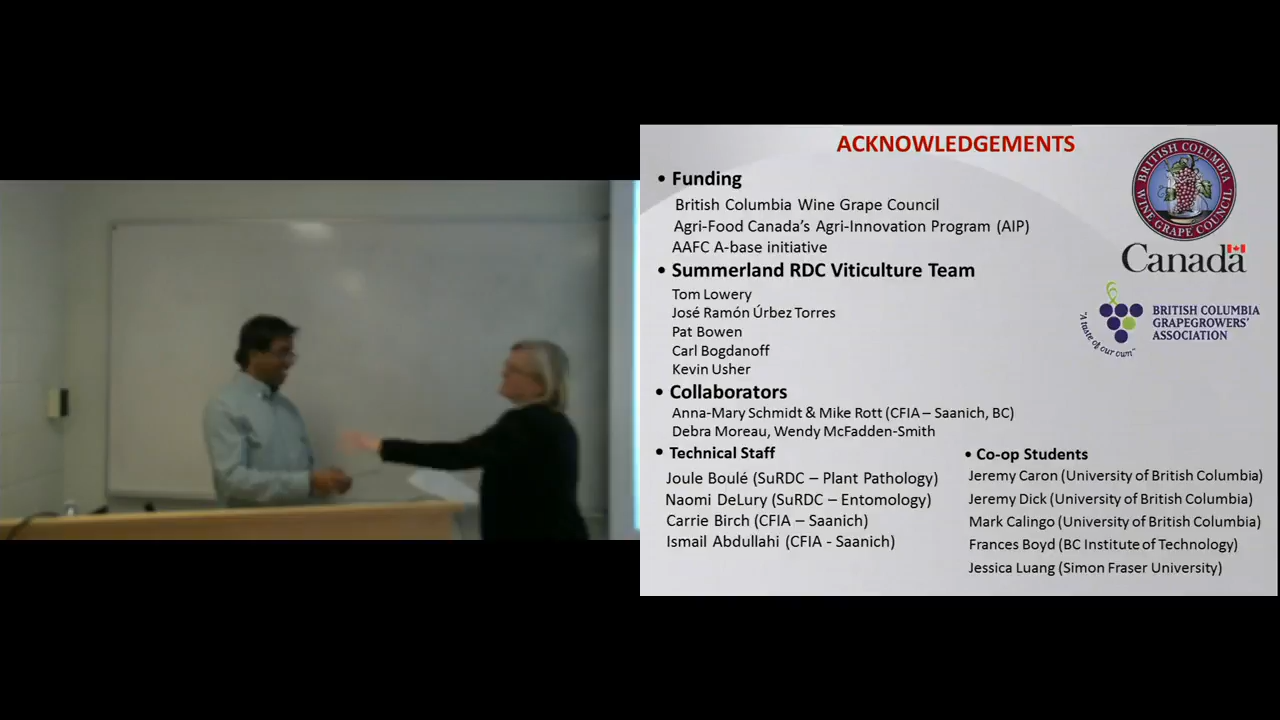 ACKNOWLEDGEMENTS
• Funding
British Columbia Wine Grape Council
Agri-Food Canada's Agri-Innovation Program (AIP)
AAFC A-base initiative
• Summerland RDC Viticulture Team
Tom Lowery
José Ramón Úrbez Torres
Pat Bowen
Carl Bogdanoff
Kevin Usher
• Collaborators
Anna-Mary Schmidt & Mike Rott (CFIA – Saanich, BC)
Debra Moreau, Wendy McFadden-Smith
• Technical Staff
Joule Boulé (SuRDC – Plant Pathology)
Naomi DeLury (SuRDC – Entomology)
Carrie Birch (CFIA – Saanich)
Ismail Abdullahi (CFIA - Saanich)
• Co-op Students
Jeremy Caron (University of British Columbia)
Jeremy Dick (University of British Columbia)
Mark Calingo (University of British Columbia)
Frances Boyd (BC Institute of Technology)
Jessica Luang (Simon Fraser University)
BRITISH COLUMBIA
WINE GRAPE COUNCIL
Canada
"A taste of our own"
BRITISH COLUMBIA
GRAPEGROWERS'
ASSOCIATION